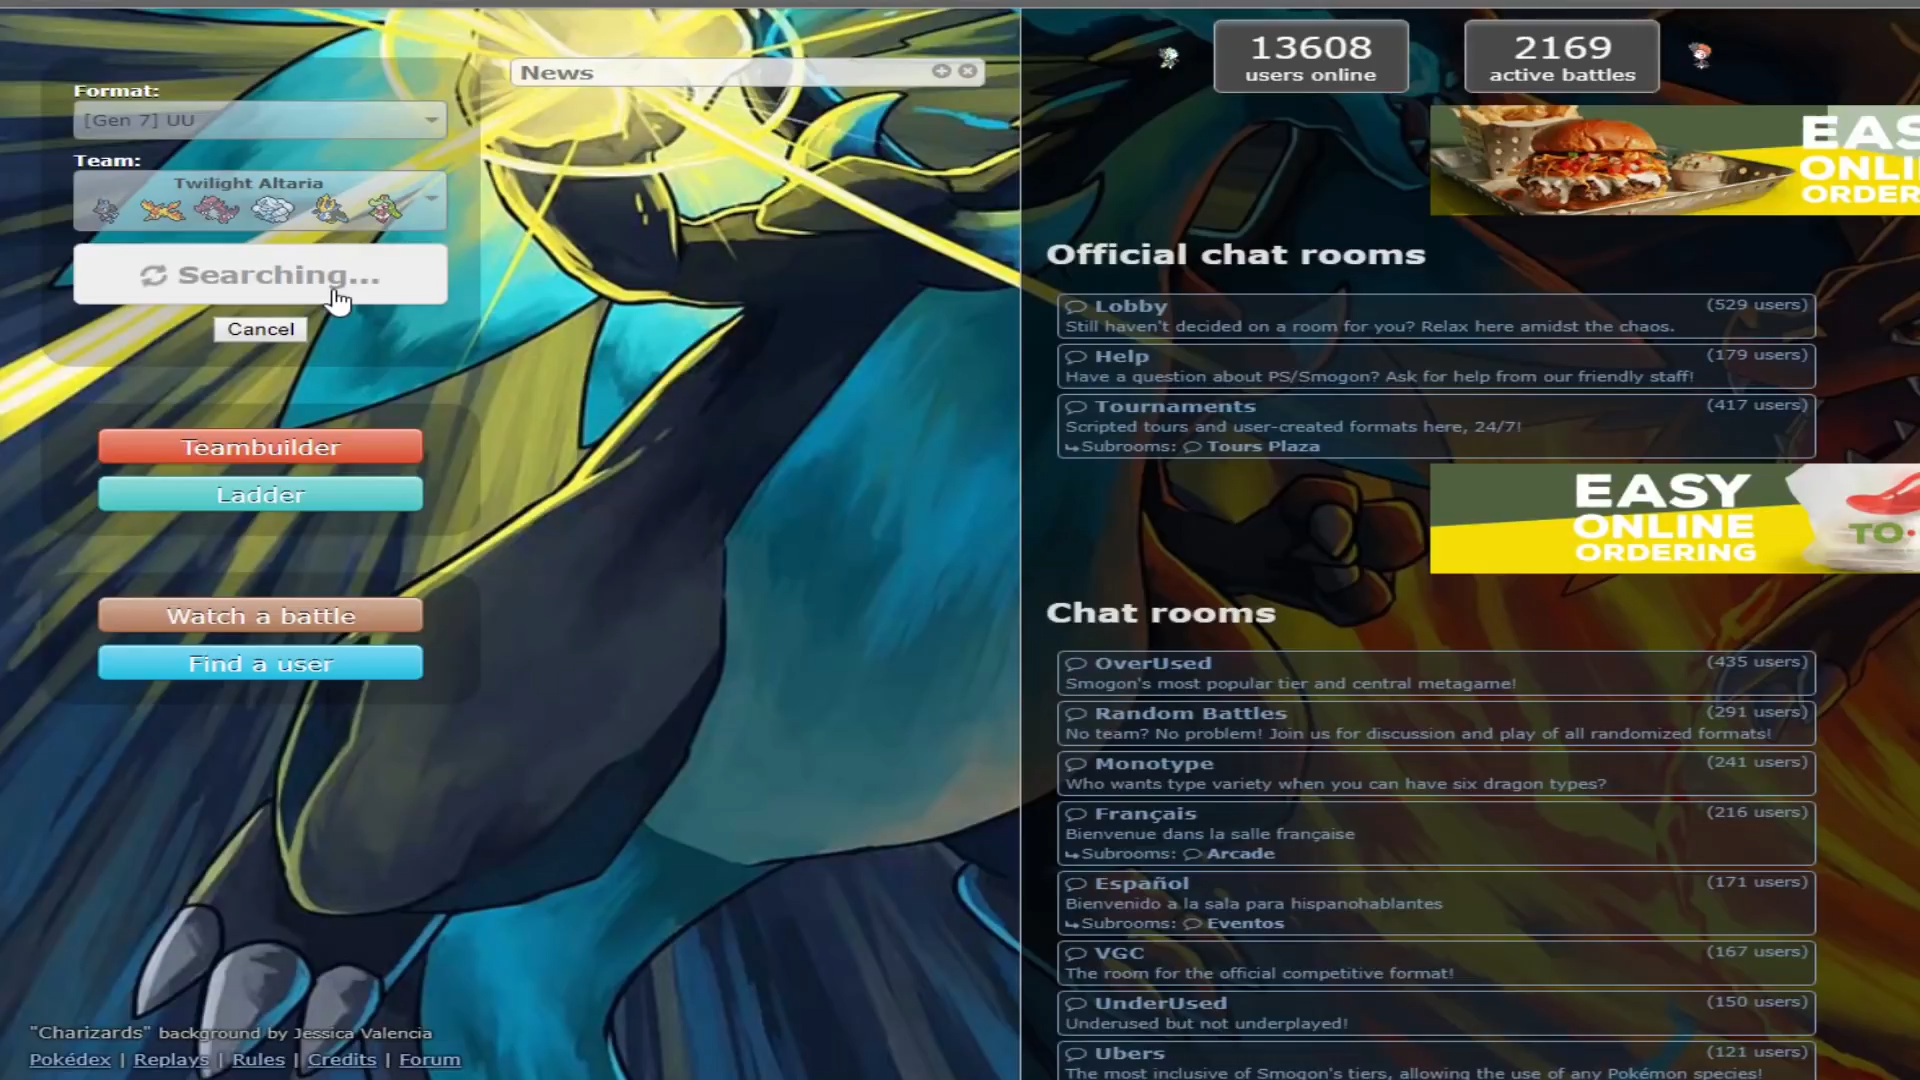 Format:
[Gen 7] UU
Team:
Twilight Altaria
Searching...
Cancel
Teambuilder
Ladder
Watch a battle
Find a user
"Charizards" background by Jessica Valencia
Pokédex | Replays | Rules | Credits | Forum
News
13608
users online
2169
active battles
EAS
ONLI
ORDER
Official chat rooms
Lobby (529 users)
Still haven't decided on a room for you? Relax here amidst the chaos.
Help (179 users)
Have a question about PS/Smogon? Ask for help from our friendly staff!
Tournaments (417 users)
Scripted tours and user-created formats here, 24/7!
↳Subrooms: Tours Plaza
EASY
ONLINE
ORDERING
TO
Chat rooms
OverUsed (435 users)
Smogon's most popular tier and central metagame!
Random Battles (291 users)
No team? No problem! Join us for discussion and play of all randomized formats!
Monotype (241 users)
Who wants type variety when you can have six dragon types?
Français (216 users)
Bienvenue dans la salle française
↳Subrooms: Arcade
Español (171 users)
Bienvenido a la sala para hispanohablantes
↳Subrooms: Eventos
VGC (167 users)
The room for the official competitive format!
UnderUsed (150 users)
Underused but not underplayed!
Ubers (121 users)
The most inclusive of Smogon's tiers, allowing the use of any Pokémon species!